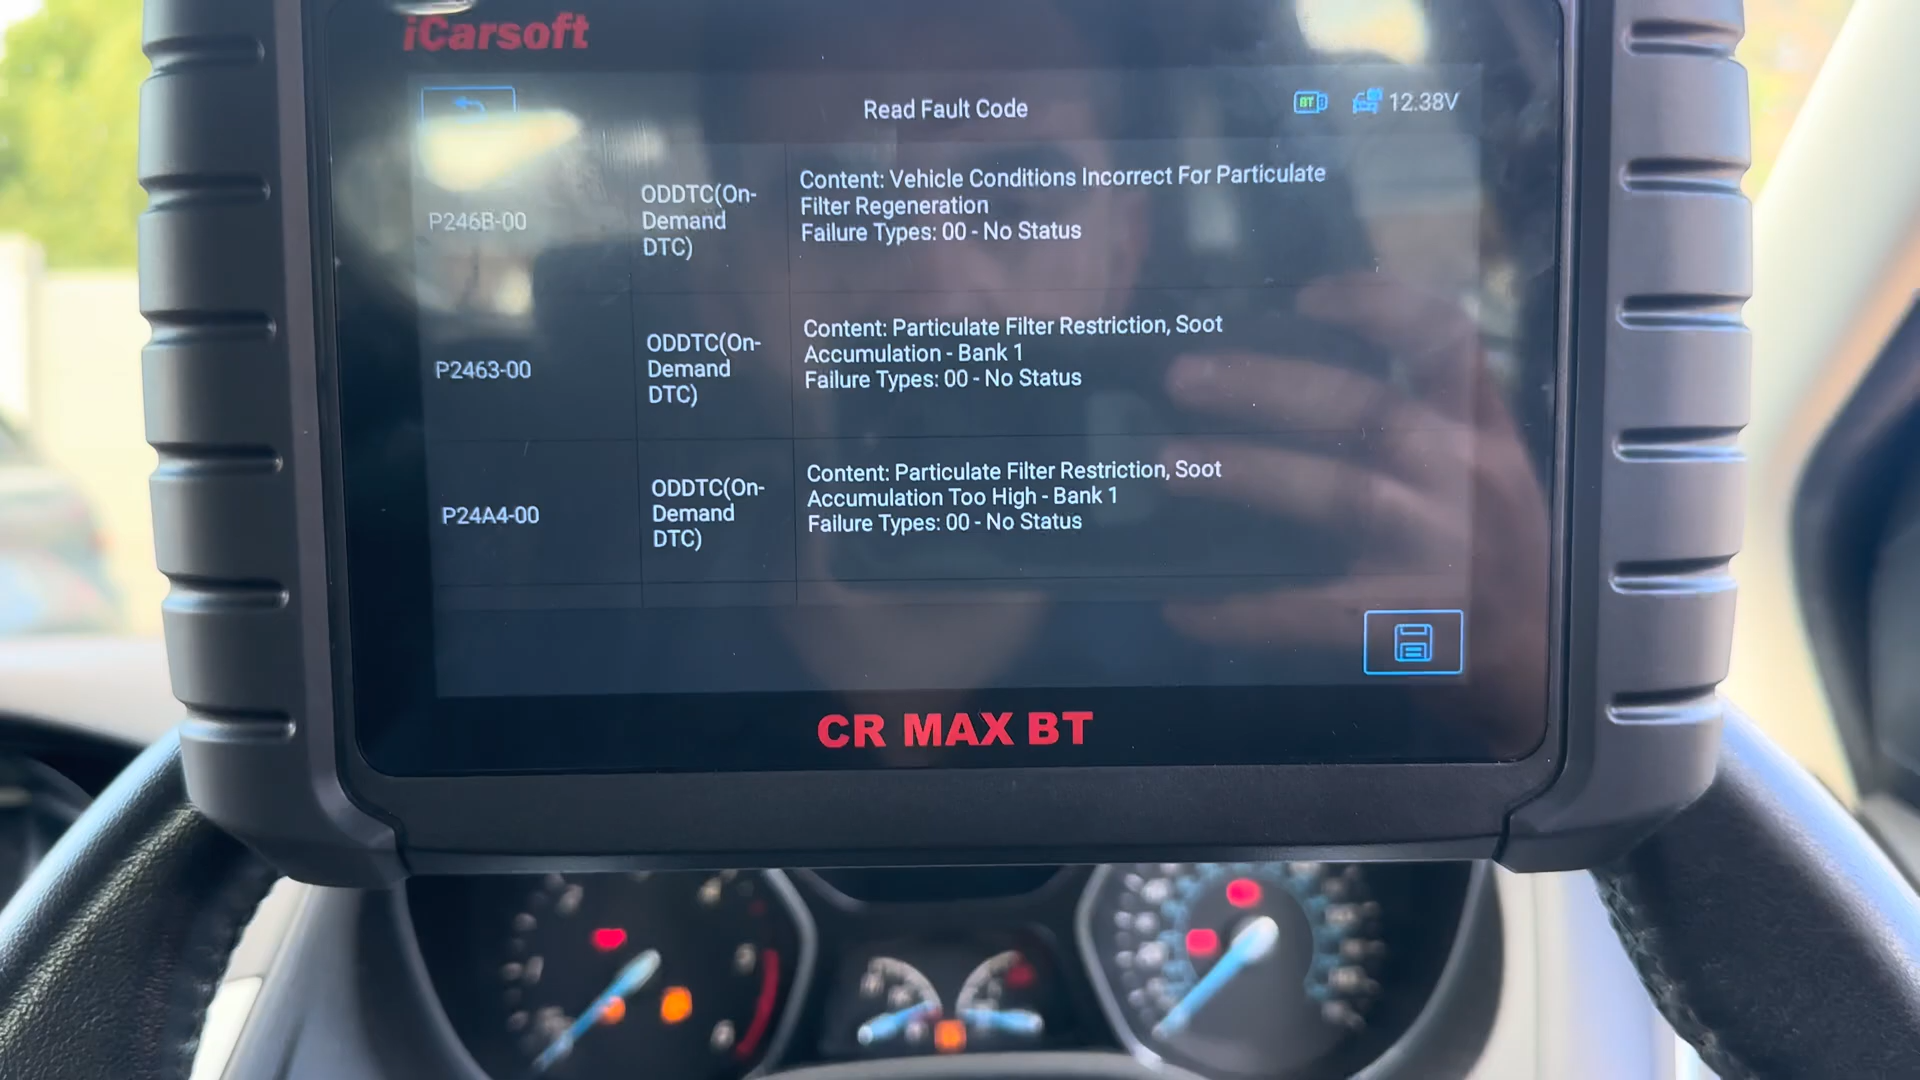 iCarsoft
Read Fault Code
BT
12.38V
P246B-00
ODDTC(On-
Demand
DTC)
Content: Vehicle Conditions Incorrect For Particulate
Filter Regeneration
Failure Types: 00 - No Status
P2463-00
ODDTC(On-
Demand
DTC)
Content: Particulate Filter Restriction, Soot
Accumulation - Bank 1
Failure Types: 00 - No Status
P24A4-00
ODDTC(On-
Demand
DTC)
Content: Particulate Filter Restriction, Soot
Accumulation Too High - Bank 1
Failure Types: 00 - No Status
CR MAX BT